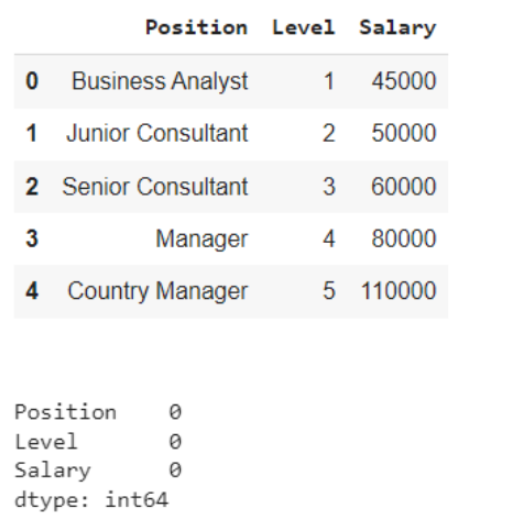 Position Level Salary
0 Business Analyst 1 45000
1 Junior Consultant 2 50000
2 Senior Consultant 3 60000
3 Manager 4 80000
4 Country Manager 5 110000
Position 0
Level 0
Salary 0
dtype: int64